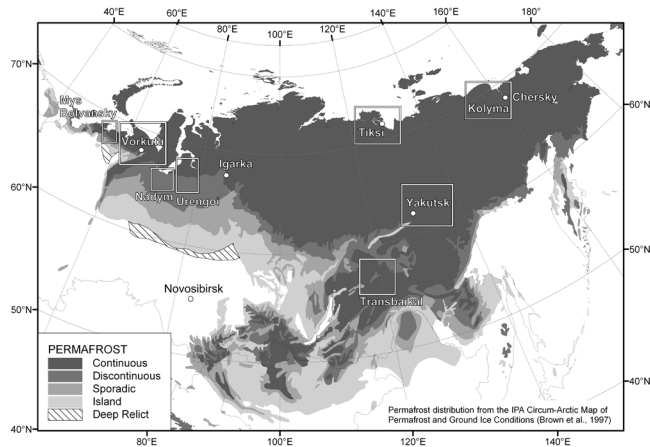 40°E
60°E
80°E
100°E
120°E
140°E
160°E
180°E
70°N
60°N
50°N
40°N
60°N
50°N
40°N
80°E
100°E
120°E
140°E
Mys
Bolvansky
Vorkuta
Nadym
Urengoi
Igarka
Tiksi
Kolyma
Chersky
Yakutsk
Transbaikal
Novosibirsk
PERMAFROST
Continuous
Discontinuous
Sporadic
Island
Deep Relict
Permafrost distribution from the IPA Circum-Arctic Map of
Permafrost and Ground Ice Conditions (Brown et al., 1997)